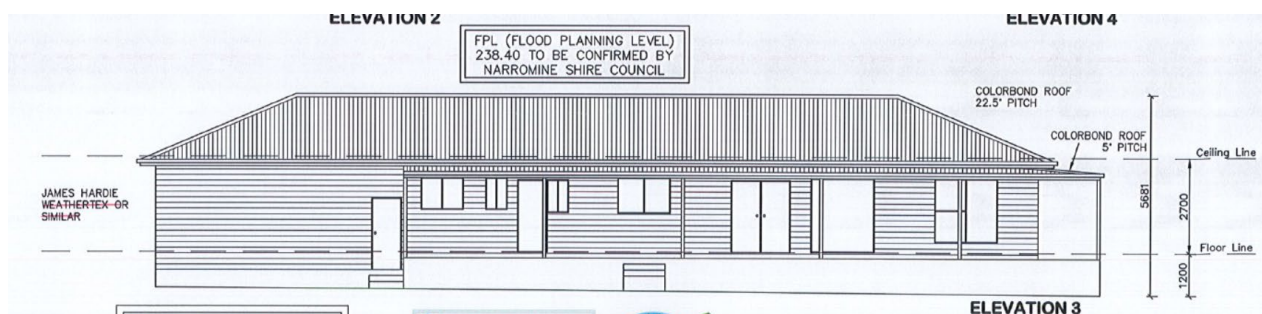 ELEVATION 2
ELEVATION 4
FPL (FLOOD PLANNING LEVEL)
238.40 TO BE CONFIRMED BY
NARROMINE SHIRE COUNCIL
COLORBOND ROOF
22.5° PITCH
COLORBOND ROOF
5° PITCH
Ceiling Line
JAMES HARDIE
WEATHERTEX OR
SIMILAR
5681
2700
Floor Line
1200
ELEVATION 3